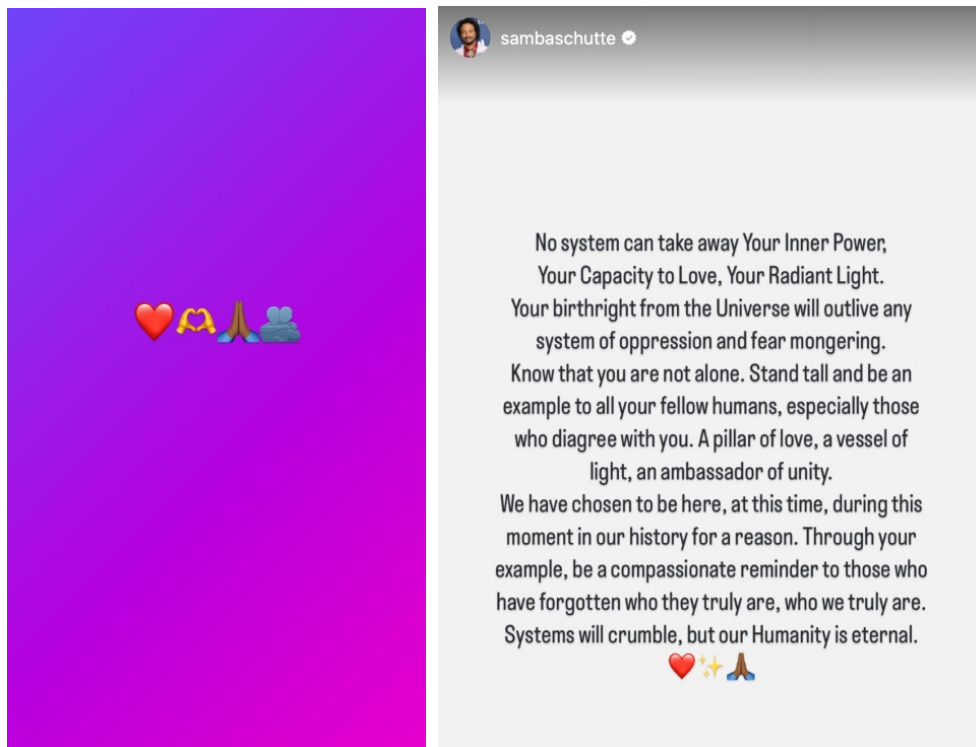 ❤️🫶🙏🏾🫂
sambaschutte
No system can take away Your Inner Power,
Your Capacity to Love, Your Radiant Light.
Your birthright from the Universe will outlive any
system of oppression and fear mongering.
Know that you are not alone. Stand tall and be an
example to all your fellow humans, especially those
who diagree with you. A pillar of love, a vessel of
light, an ambassador of unity.
We have chosen to be here, at this time, during this
moment in our history for a reason. Through your
example, be a compassionate reminder to those who
have forgotten who they truly are, who we truly are.
Systems will crumble, but our Humanity is eternal.
❤️✨🙏🏾